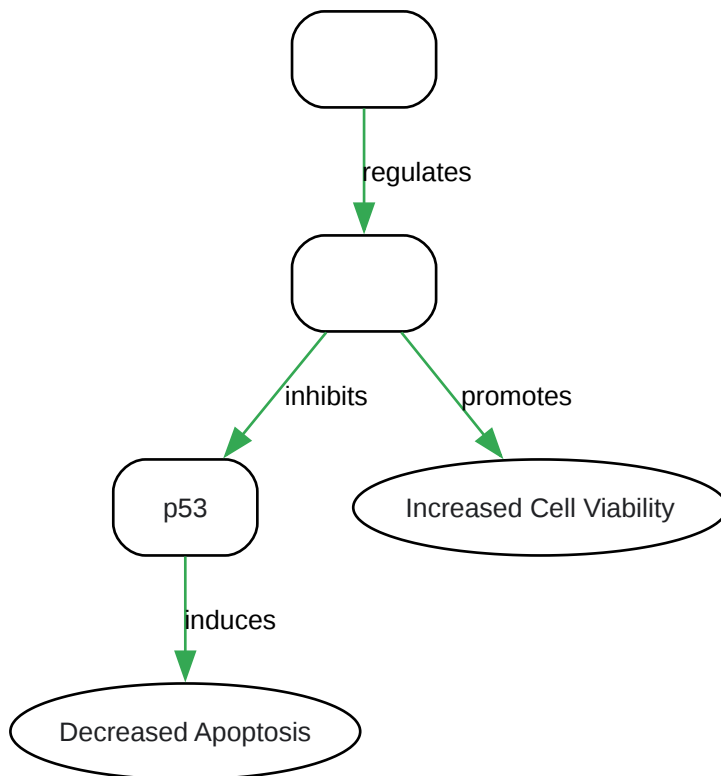 regulates
inhibits
promotes
p53
Increased Cell Viability
induces
Decreased Apoptosis